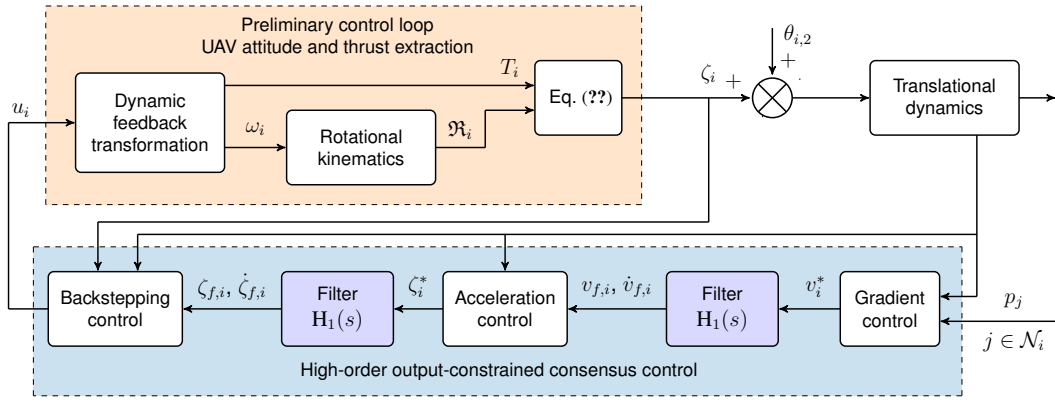 Preliminary control loop
UAV attitude and thrust extraction
θ_{i,2}
T_i
ζ_i
+
+
u_i
Dynamic
feedback
transformation
Eq. (??)
Translational
dynamics
ω_i
Rotational
kinematics
ℜ_i
Backstepping
control
ζ_{f,i}, ζ̇_{f,i}
Filter
H_1(s)
ζ_i^*
Acceleration
control
v_{f,i}, v̇_{f,i}
Filter
H_1(s)
v_i^*
Gradient
control
p_j
j ∈ 𝒩_i
High-order output-constrained consensus control